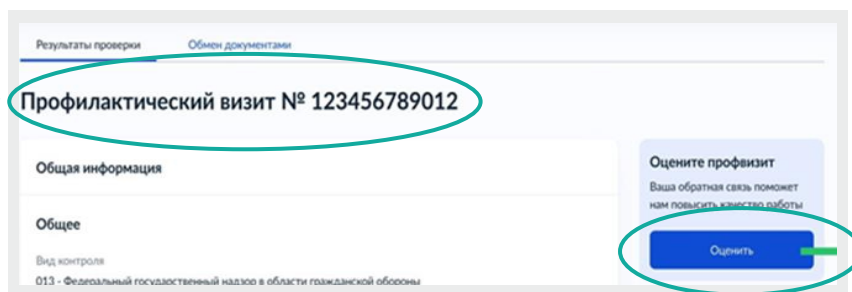 Результаты проверки Обмен документами
Профилактический визит № 123456789012
Общая информация
Общее
Вид контроля
013 - Федеральный государственный надзор в области гражданской обороны
Оцените профвизит
Ваша обратная связь поможет
нам повысить качество работы
Оценить